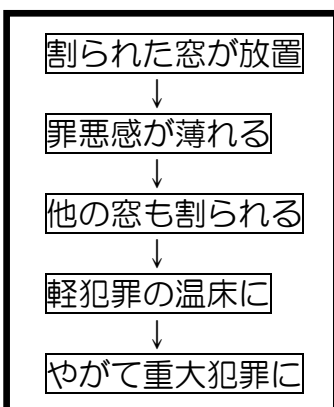 割られた窓が放置
↓
罪悪感が薄れる
↓
他の窓も割られる
↓
軽犯罪の温床に
↓
やがて重大犯罪に